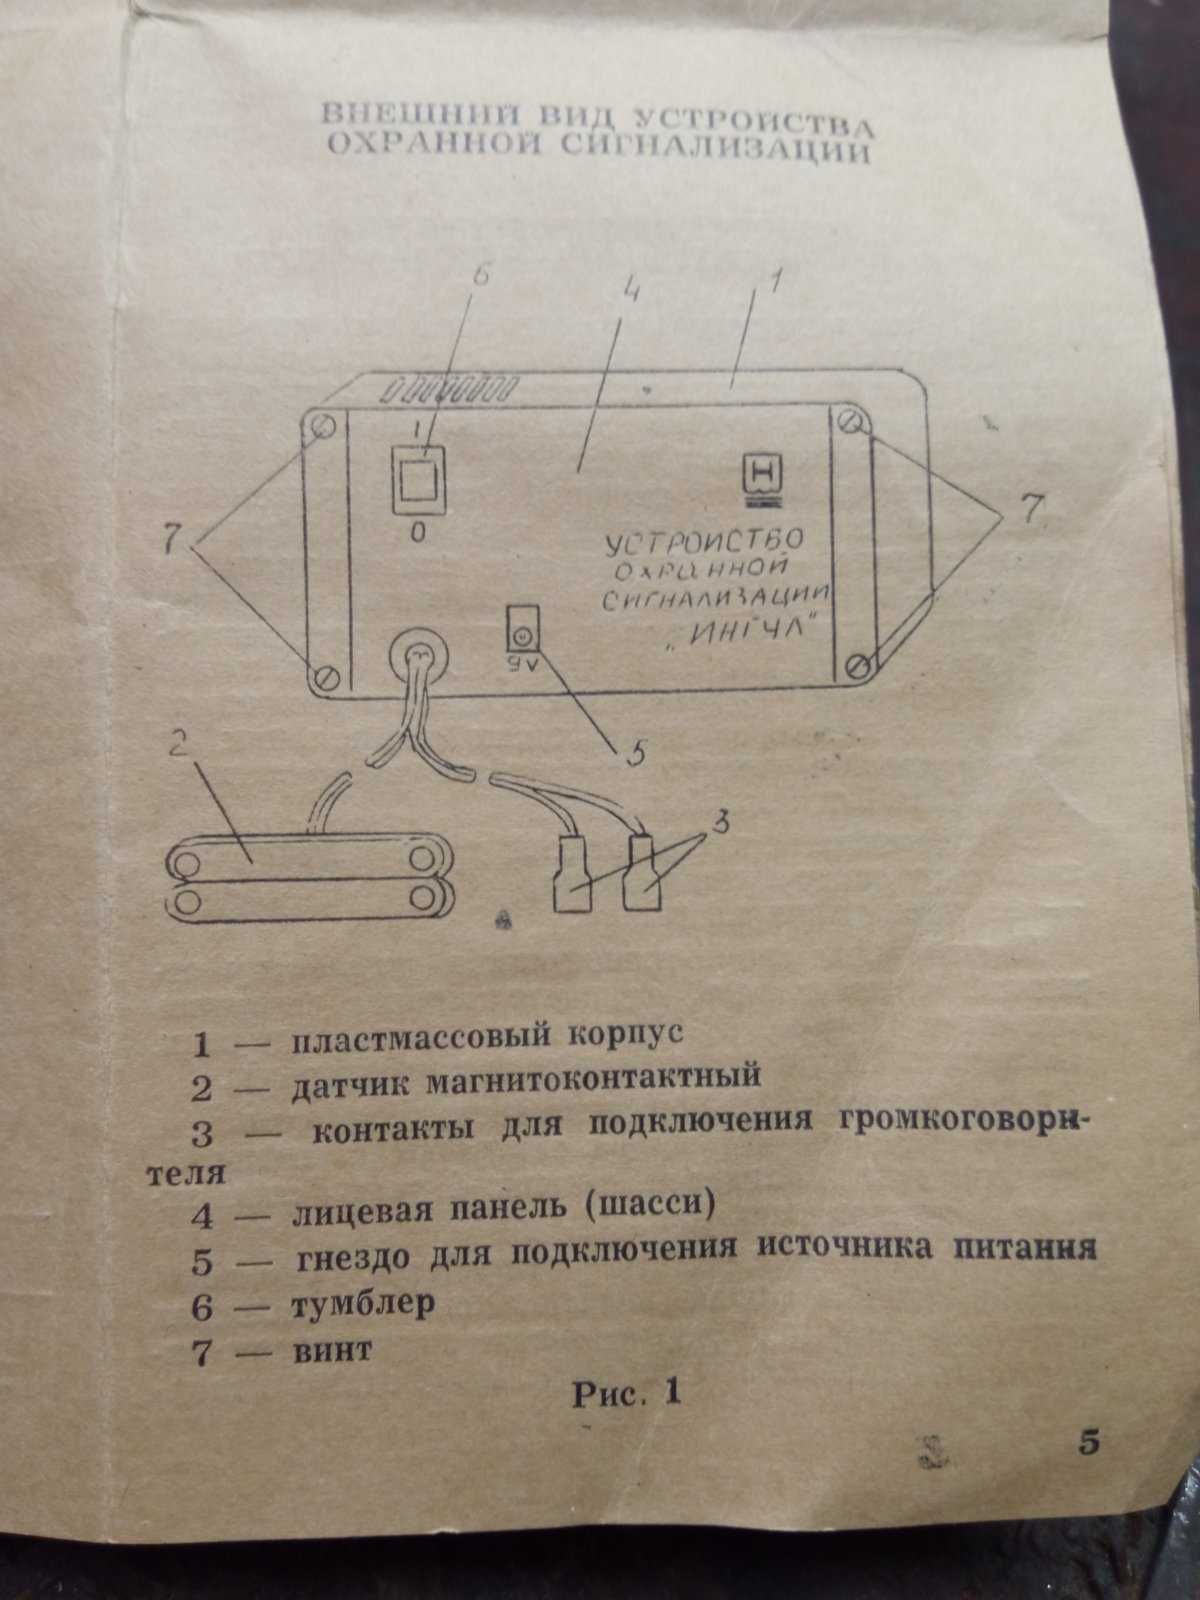 ВНЕШНИЙ ВИД УСТРОЙСТВА
ОХРАННОЙ СИГНАЛИЗАЦИИ
6 4 1
I
7 О 7
УСТРОЙСТВО
ОХРАННОЙ
СИГНАЛИЗАЦИИ
„ИНГУЛ"
9V
2 5
3
1 — пластмассовый корпус
2 — датчик магнитоконтактный
3 — контакты для подключения громкоговори-
теля
4 — лицевая панель (шасси)
5 — гнездо для подключения источника питания
6 — тумблер
7 — винт
Рис. 1
5